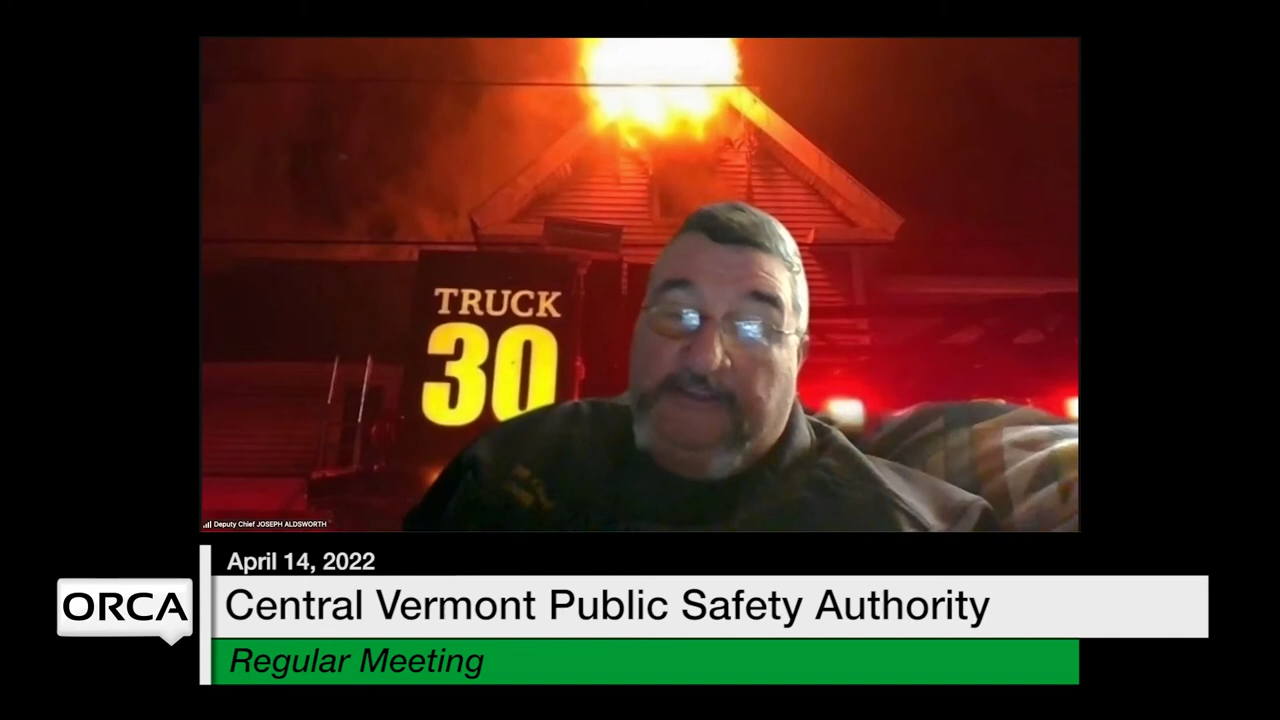 TRUCK
30
Deputy Chief JOSEPH ALDSWORTH
April 14, 2022
ORCA
Central Vermont Public Safety Authority
Regular Meeting